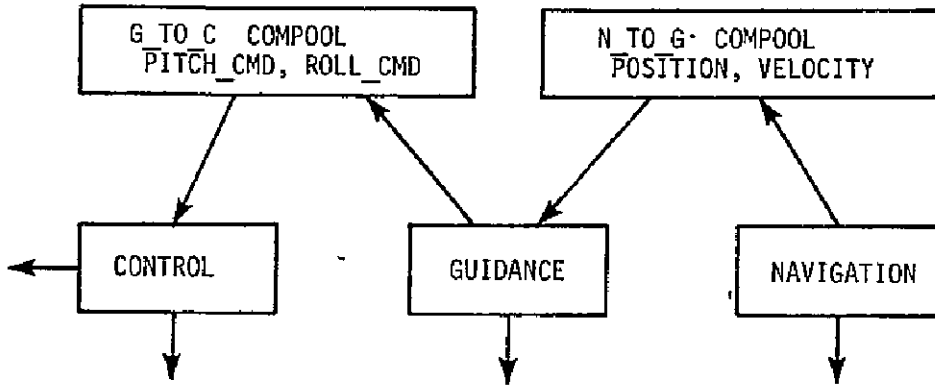 G_TO_C COMPOOL
PITCH_CMD, ROLL_CMD
N_TO_G COMPOOL
POSITION, VELOCITY
CONTROL
GUIDANCE
NAVIGATION